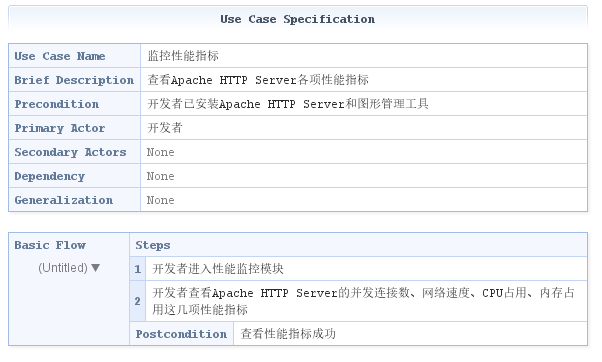 Use Case Specification
Use Case Name 监控性能指标
Brief Description 查看Apache HTTP Server各项性能指标
Precondition 开发者已安装Apache HTTP Server和图形管理工具
Primary Actor 开发者
Secondary Actors None
Dependency None
Generalization None
Basic Flow Steps
(Untitled) ▼
1 开发者进入性能监控模块
2 开发者查看Apache HTTP Server的并发连接数、网络速度、CPU占用、内存占
用这几项性能指标
Postcondition 查看性能指标成功